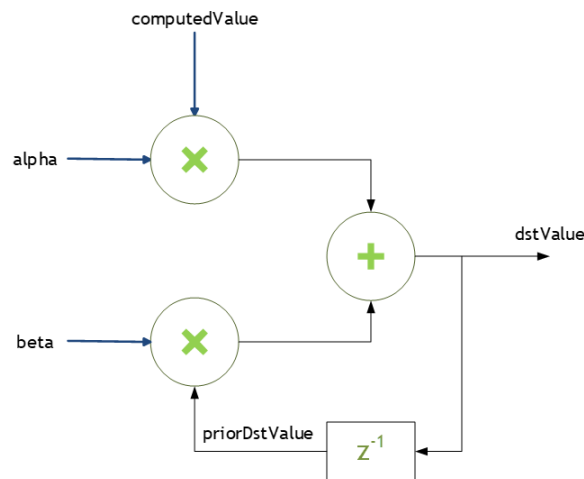 computedValue
alpha
×
+
dstValue
beta
×
priorDstValue
z⁻¹